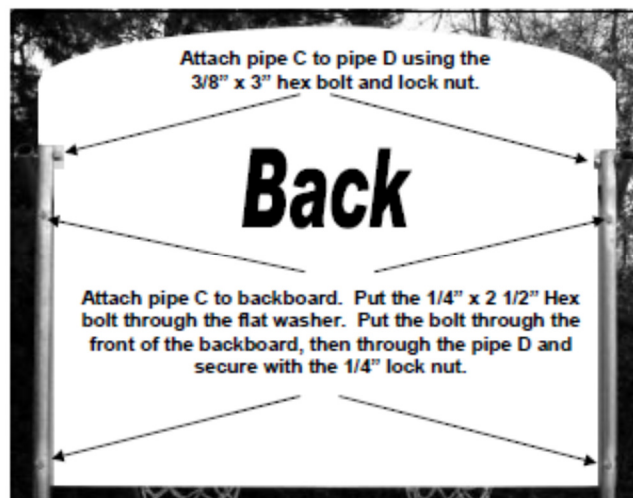 Attach pipe C to pipe D using the
3/8" x 3" hex bolt and lock nut.
Back
Attach pipe C to backboard. Put the 1/4" x 2 1/2" Hex
bolt through the flat washer. Put the bolt through the
front of the backboard, then through the pipe D and
secure with the 1/4" lock nut.